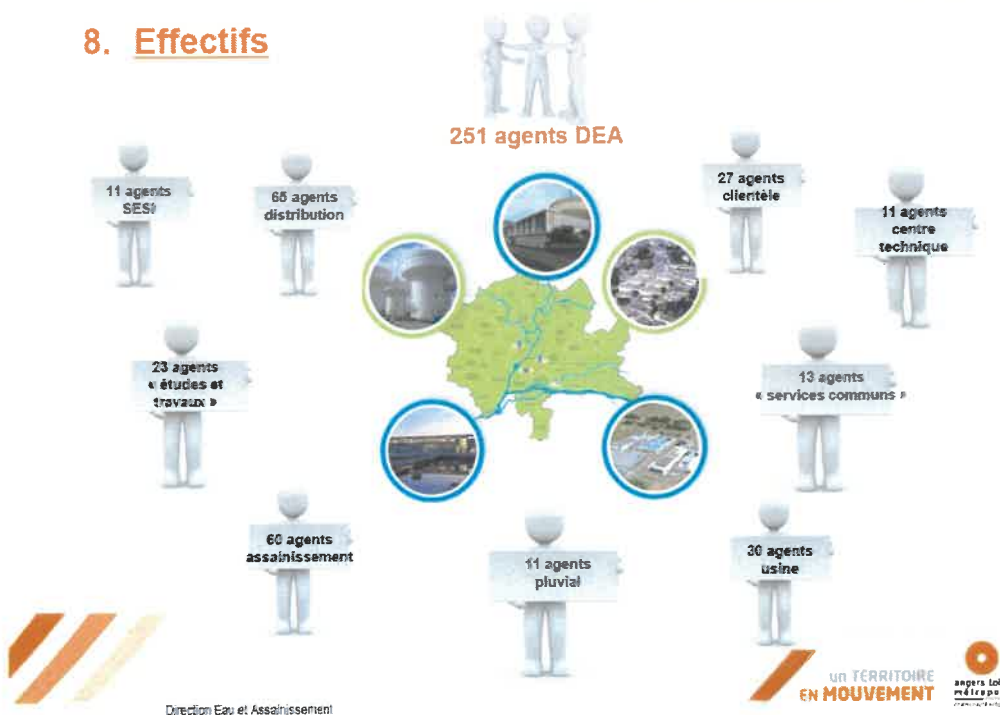 8. Effectifs
251 agents DEA
11 agents
SESI
65 agents
distribution
27 agents
clientèle
11 agents
centre
technique
23 agents
« études et
travaux »
13 agents
« services communs »
60 agents
assainissement
11 agents
pluvial
30 agents
usine
un TERRITOIRE
EN MOUVEMENT
angers Loi
métropo
Direction Eau et Assainissement